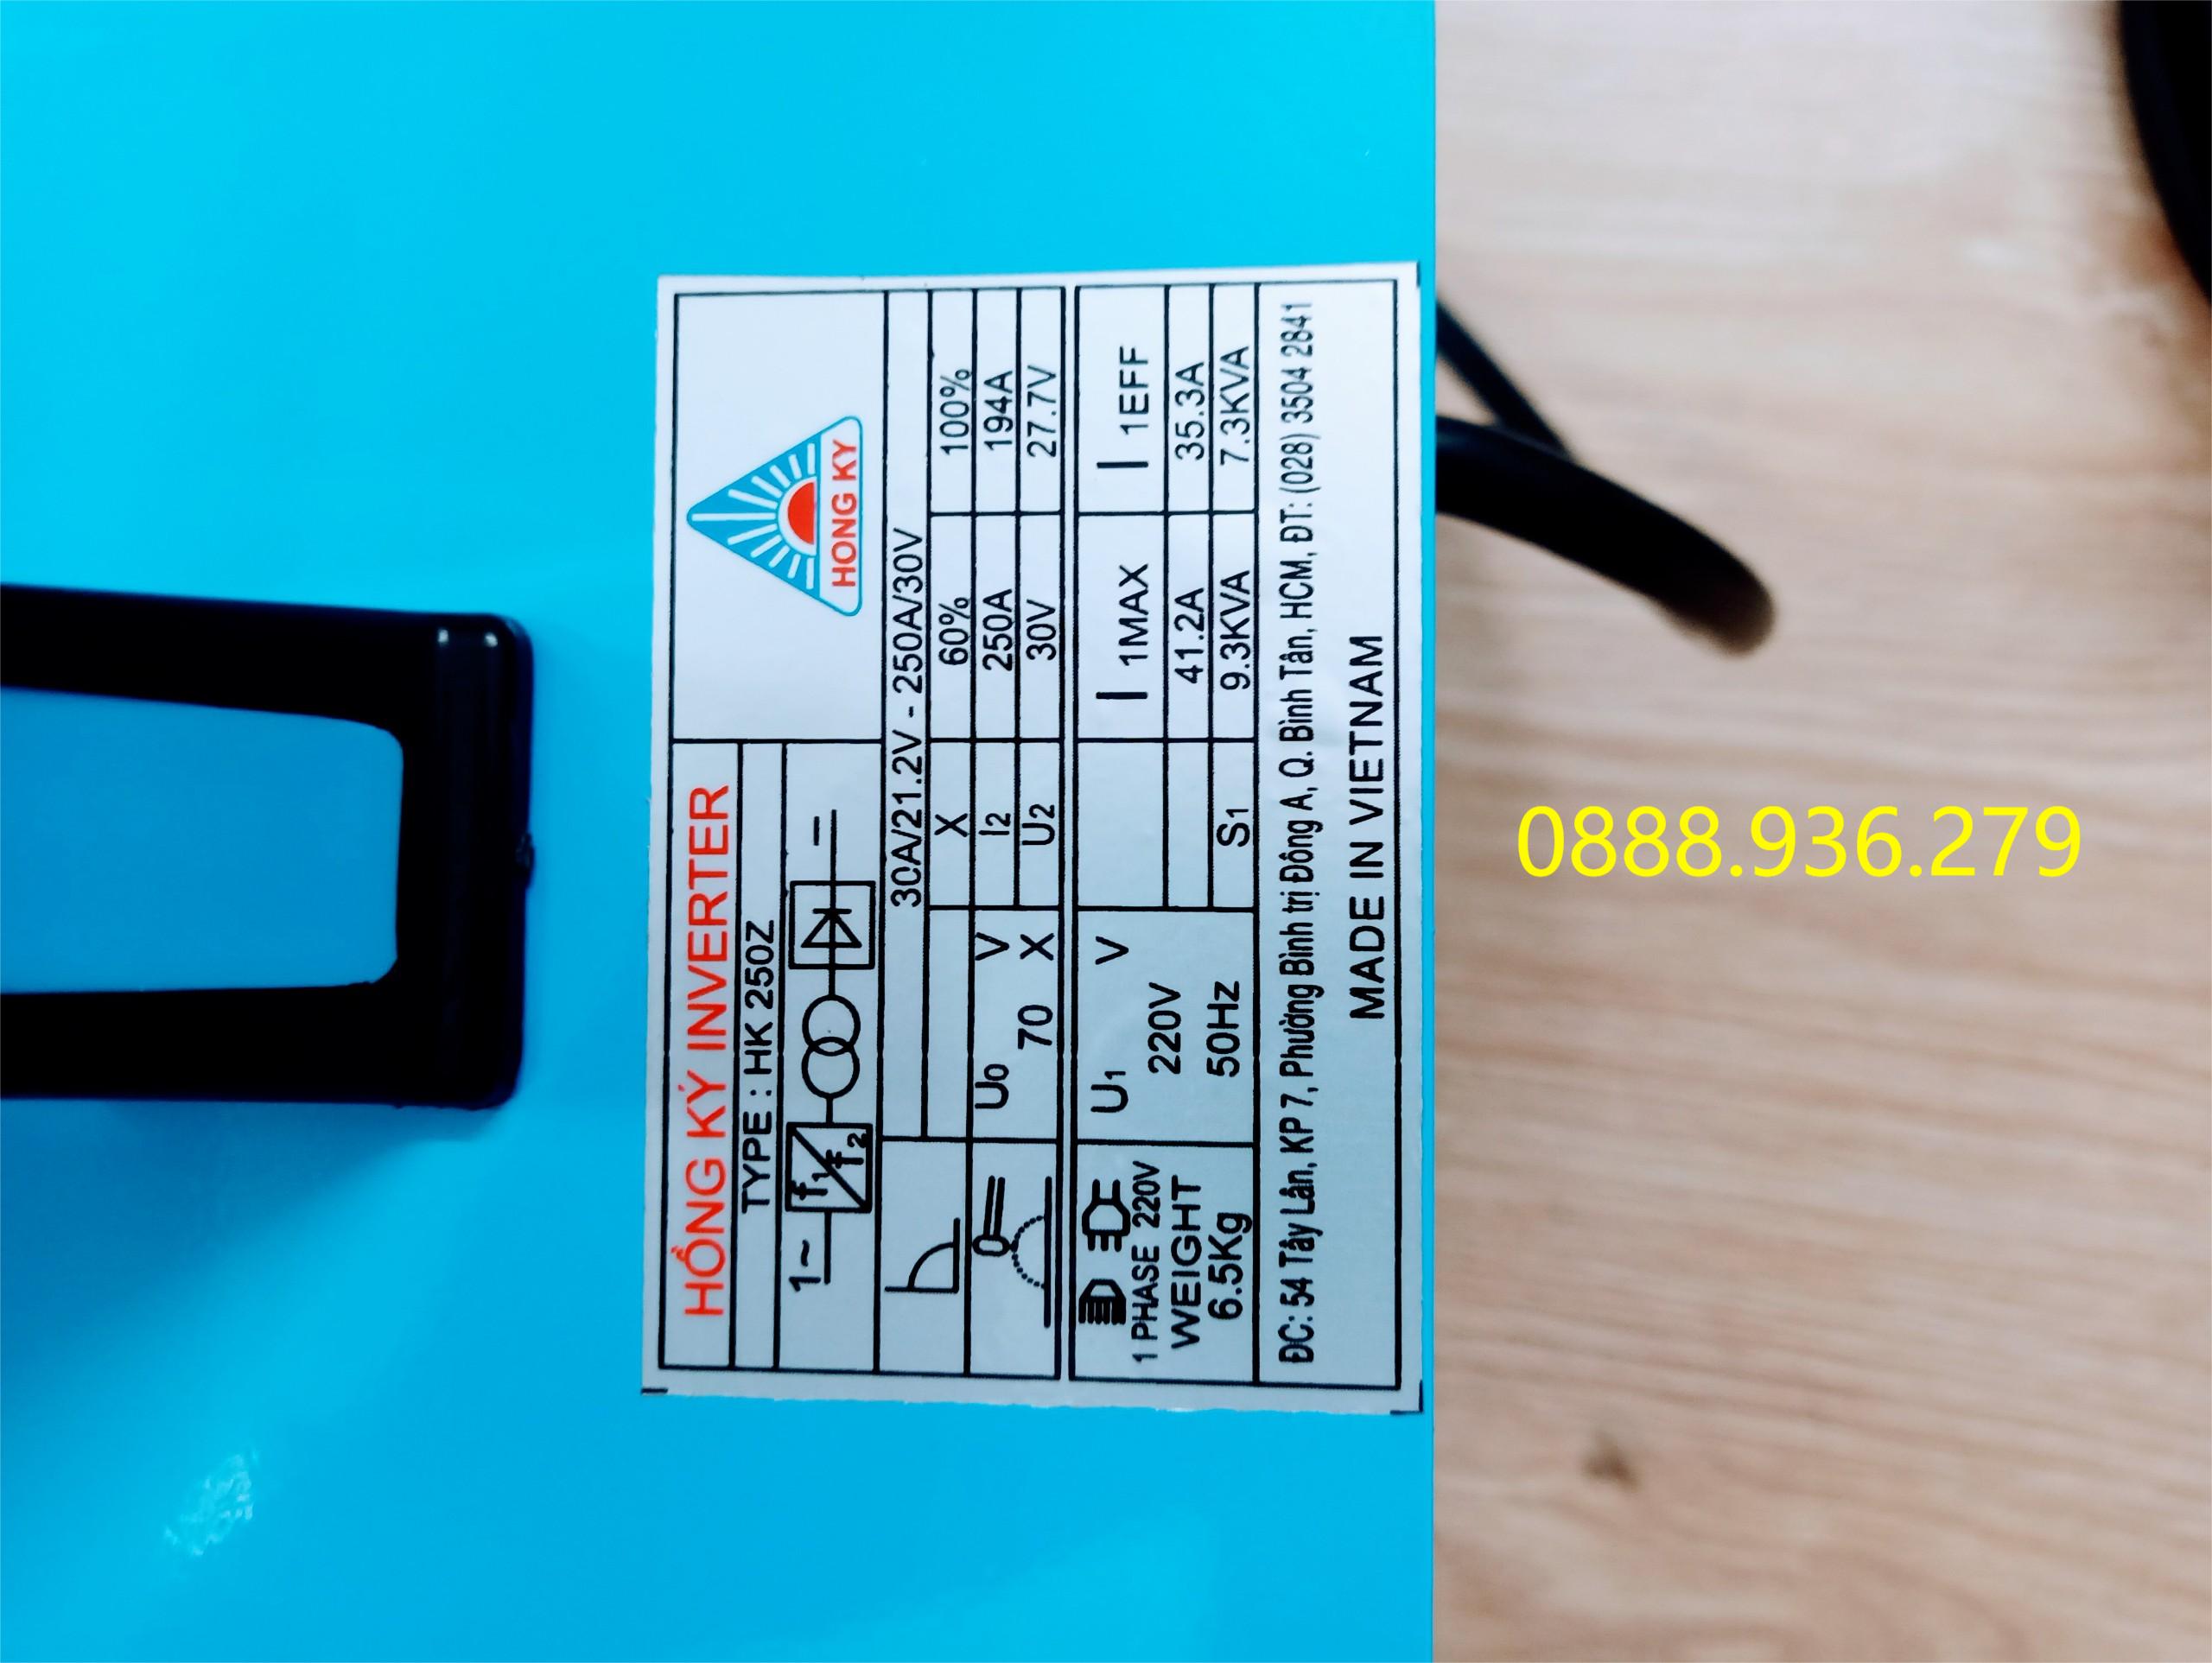 HỒNG KÝ INVERTER
HONG KY
TYPE : HK 250Z
1~ f1 f2
30A/21.2V - 250A/30V
X 60% 100%
U0 V I2 250A 194A
70 X U2 30V 27.7V
U1 V I 1MAX I 1EFF
1 PHASE 220V 220V 41.2A 35.3A
WEIGHT 50Hz S1 9.3KVA 7.3KVA
6.5Kg
ĐC: 54 Tây Lân, KP 7, Phường Bình trị Đông A, Q. Bình Tân, HCM, ĐT: (028) 3504 2841
MADE IN VIETNAM
0888.936.279